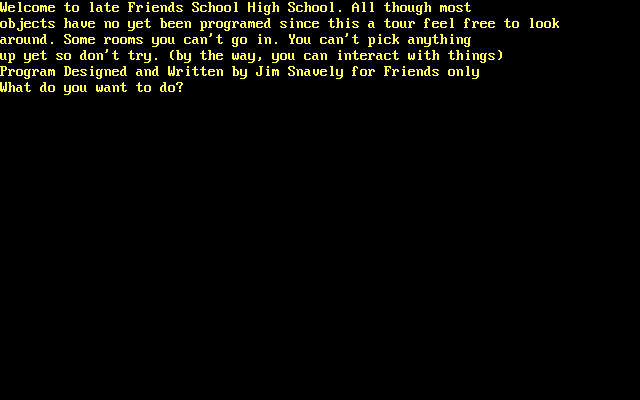 Welcome to late Friends School High School. All though most
objects have no yet been programed since this a tour feel free to look
around. Some rooms you can't go in. You can't pick anything
up yet so don't try. (by the way, you can interact with things)
Program Designed and Written by Jim Snavely for Friends only
What do you want to do?